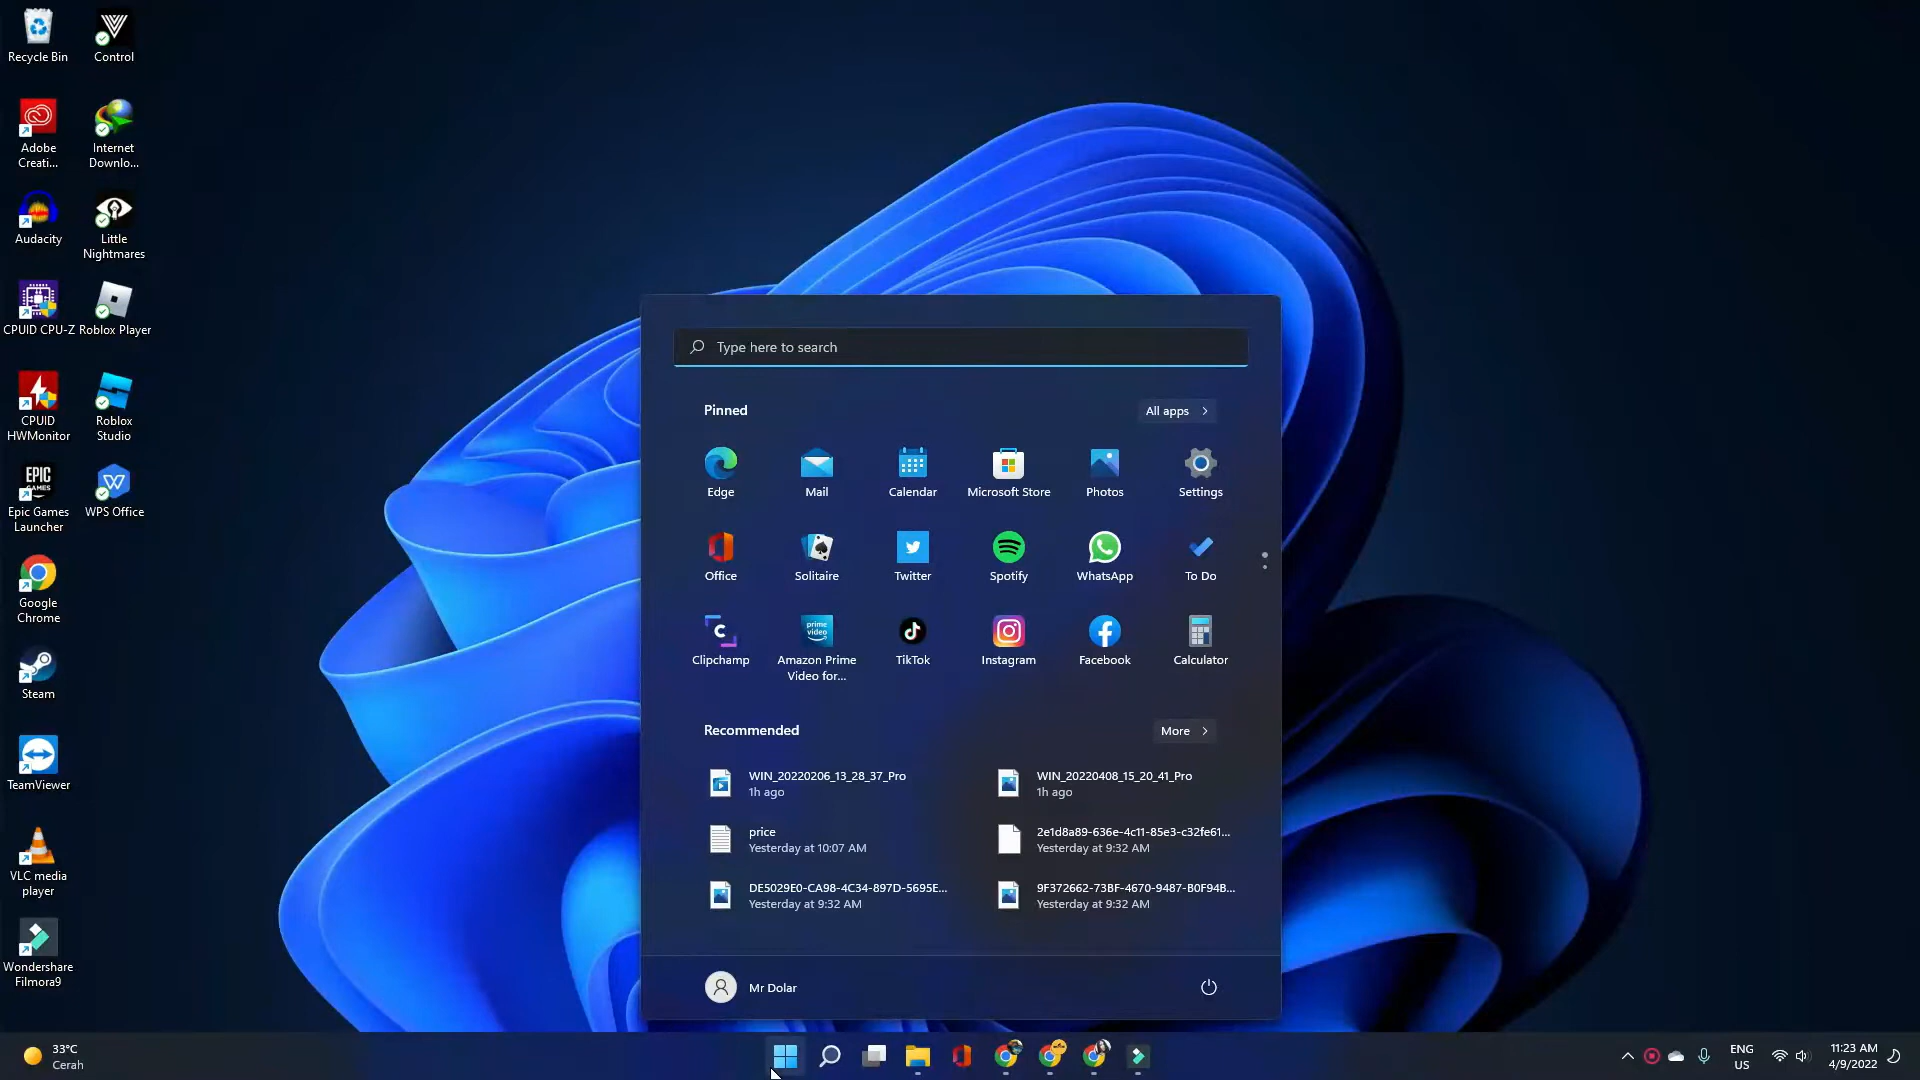 Recycle Bin
Control
Adobe
Creati...
Internet
Downlo...
Audacity
Little
Nightmares
CPUID CPU-Z
Roblox Player
CPUID
HWMonitor
Roblox
Studio
EPIC
GAMES
Epic Games
Launcher
WPS Office
Google
Chrome
Steam
TeamViewer
VLC media
player
Wondershare
Filmora9
Type here to search
Pinned
All apps
Edge
Mail
Calendar
Microsoft Store
Photos
Settings
Office
Solitaire
Twitter
Spotify
WhatsApp
To Do
Clipchamp
prime
video
Amazon Prime
Video for...
TikTok
Instagram
Facebook
Calculator
Recommended
More
WIN_20220206_13_28_37_Pro
1h ago
WIN_20220408_15_20_41_Pro
1h ago
price
Yesterday at 10:07 AM
2e1d8a89-636e-4c11-85e3-c32fe61...
Yesterday at 9:32 AM
DE5029E0-CA98-4C34-897D-5695E...
Yesterday at 9:32 AM
9F372662-73BF-4670-9487-B0F94B...
Yesterday at 9:32 AM
Mr Dolar
33°C
Cerah
ENG
US
11:23 AM
4/9/2022